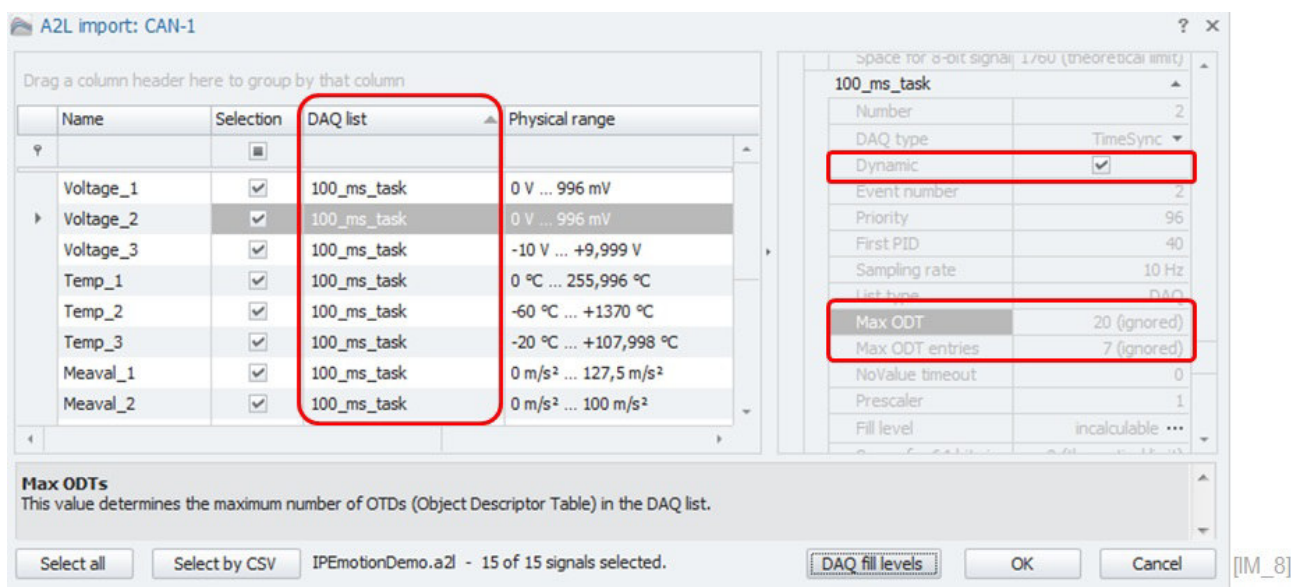 A2L import: CAN-1
? ×
Drag a column header here to group by that column
Name Selection DAQ list Physical range
Voltage_1 100_ms_task 0 V ... 996 mV
Voltage_2 100_ms_task 0 V ... 996 mV
Voltage_3 100_ms_task -10 V ... +9,999 V
Temp_1 100_ms_task 0 ºC ... 255,996 ºC
Temp_2 100_ms_task -60 ºC ... +1370 ºC
Temp_3 100_ms_task -20 ºC ... +107,998 ºC
Meaval_1 100_ms_task 0 m/s² ... 127,5 m/s²
Meaval_2 100_ms_task 0 m/s² ... 100 m/s²
Space for 8-bit signal 1760 (theoretical limit)
100_ms_task
Number 2
DAQ type TimeSync
Dynamic
Event number 2
Priority 96
First PID 40
Sampling rate 10 Hz
List type DAQ
Max ODT 20 (ignored)
Max ODT entries 7 (ignored)
NoValue timeout 0
Prescaler 1
Fill level incalculable ...
Max ODTs
This value determines the maximum number of OTDs (Object Descriptor Table) in the DAQ list.
Select all Select by CSV IPEmotionDemo.a2l - 15 of 15 signals selected. DAQ fill levels OK Cancel
[IM_8]